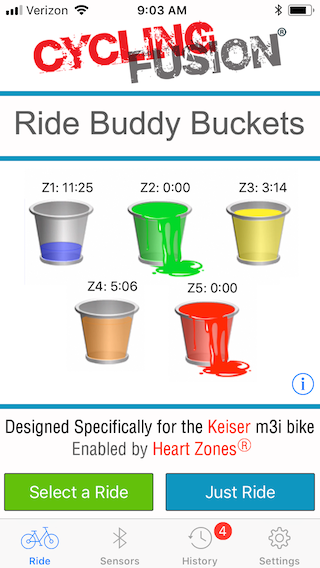 Verizon 9:03 AM
CYCLING
FUSION®
Ride Buddy Buckets
Z1: 11:25 Z2: 0:00 Z3: 3:14
Z4: 5:06 Z5: 0:00
i
Designed Specifically for the Keiser m3i bike
Enabled by Heart Zones®
Select a Ride Just Ride
4
Ride Sensors History Settings